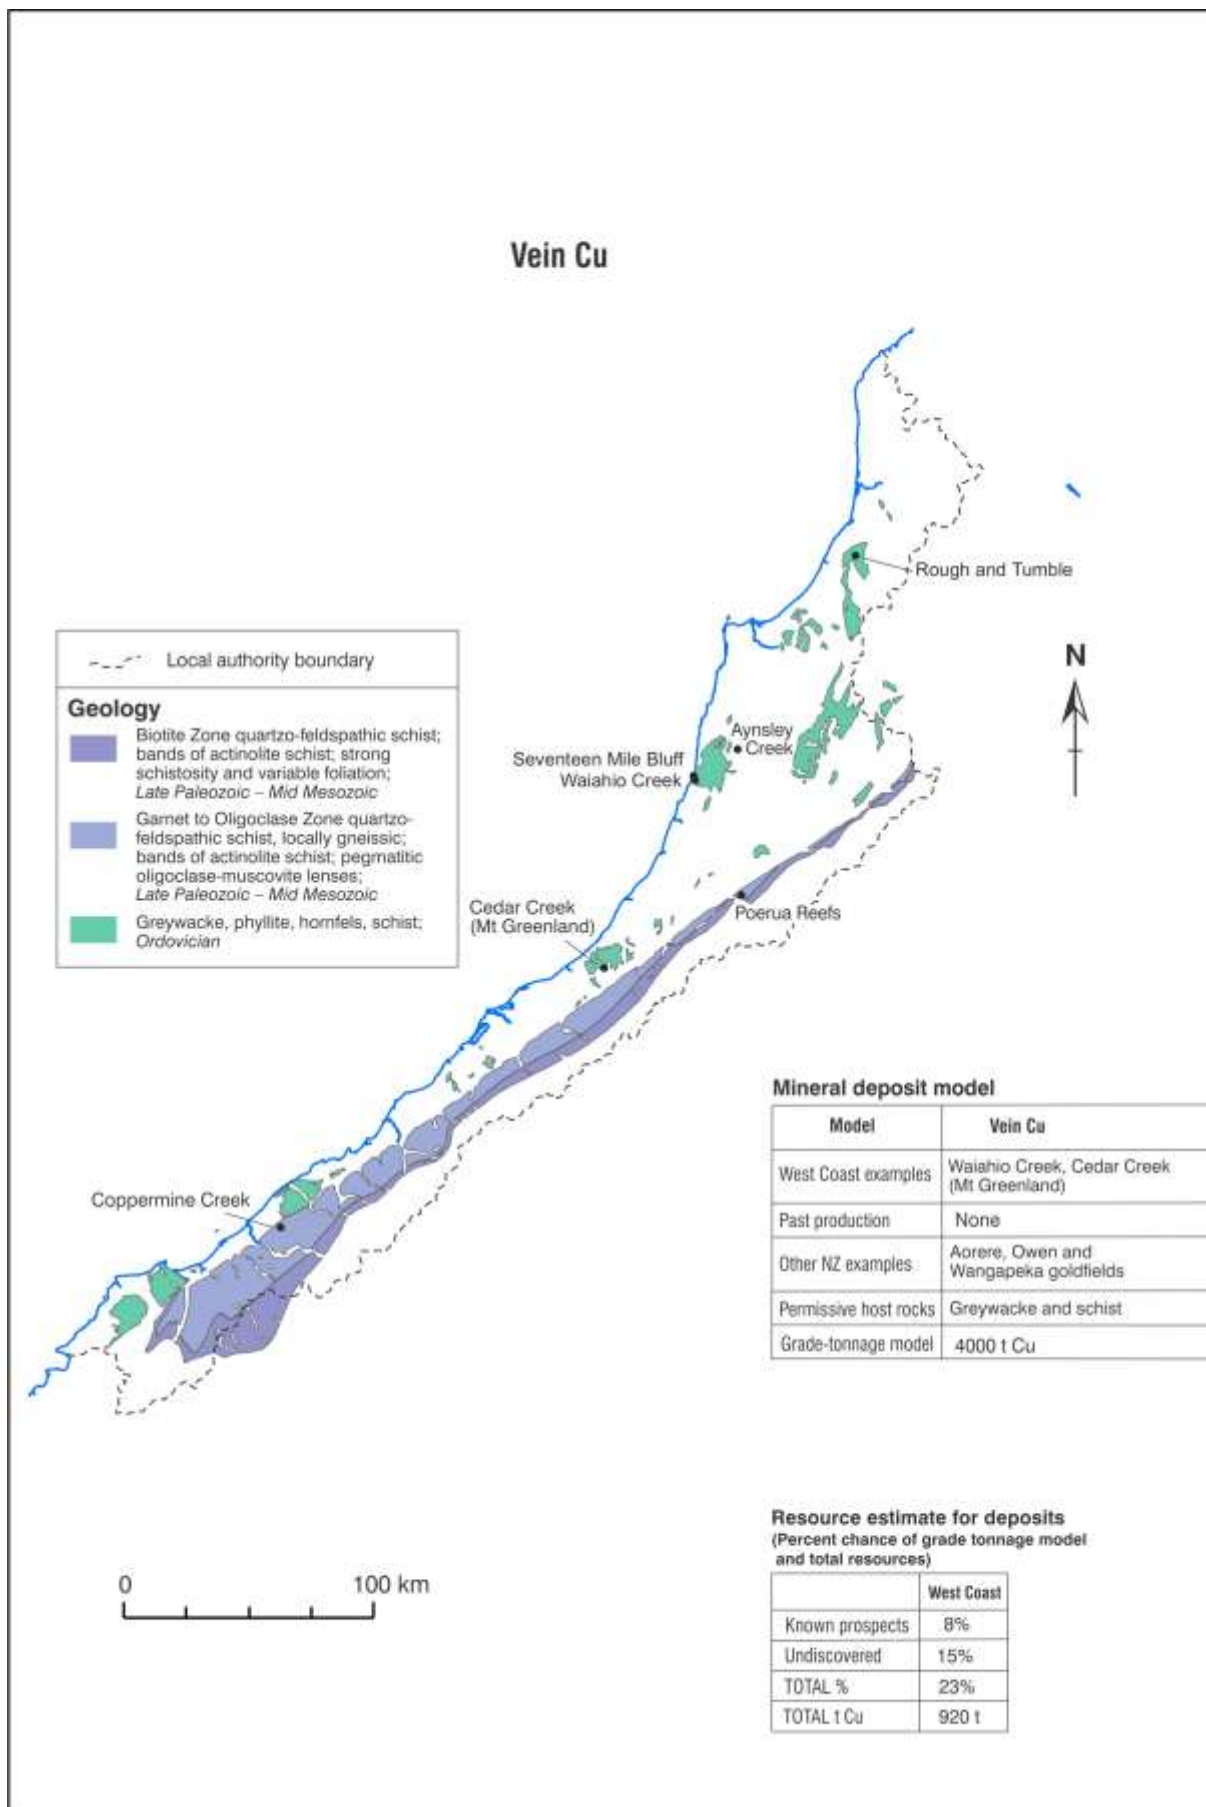 Vein Cu
Rough and Tumble
Local authority boundary
N
Geology
Biotite Zone quartzo-feldspathic schist;
bands of actinolite schist; strong
schistosity and variable foliation;
Late Paleozoic – Mid Mesozoic
Garnet to Oligoclase Zone quartzo-
feldspathic schist, locally gneissic;
bands of actinolite schist; pegmatitic
oligoclase-muscovite lenses;
Late Paleozoic – Mid Mesozoic
Greywacke, phyllite, hornfels, schist;
Ordovician
Aynsley
Creek
Seventeen Mile Bluff
Waiahio Creek
Cedar Creek
(Mt Greenland)
Poerua Reefs
Coppermine Creek
Mineral deposit model
Model Vein Cu
West Coast examples Waiahio Creek, Cedar Creek
(Mt Greenland)
Past production None
Other NZ examples Aorere, Owen and
Wangapeka goldfields
Permissive host rocks Greywacke and schist
Grade-tonnage model 4000 t Cu
Resource estimate for deposits
(Percent chance of grade tonnage model
and total resources)
West Coast
Known prospects 8%
Undiscovered 15%
TOTAL % 23%
TOTAL t Cu 920 t
0 100 km